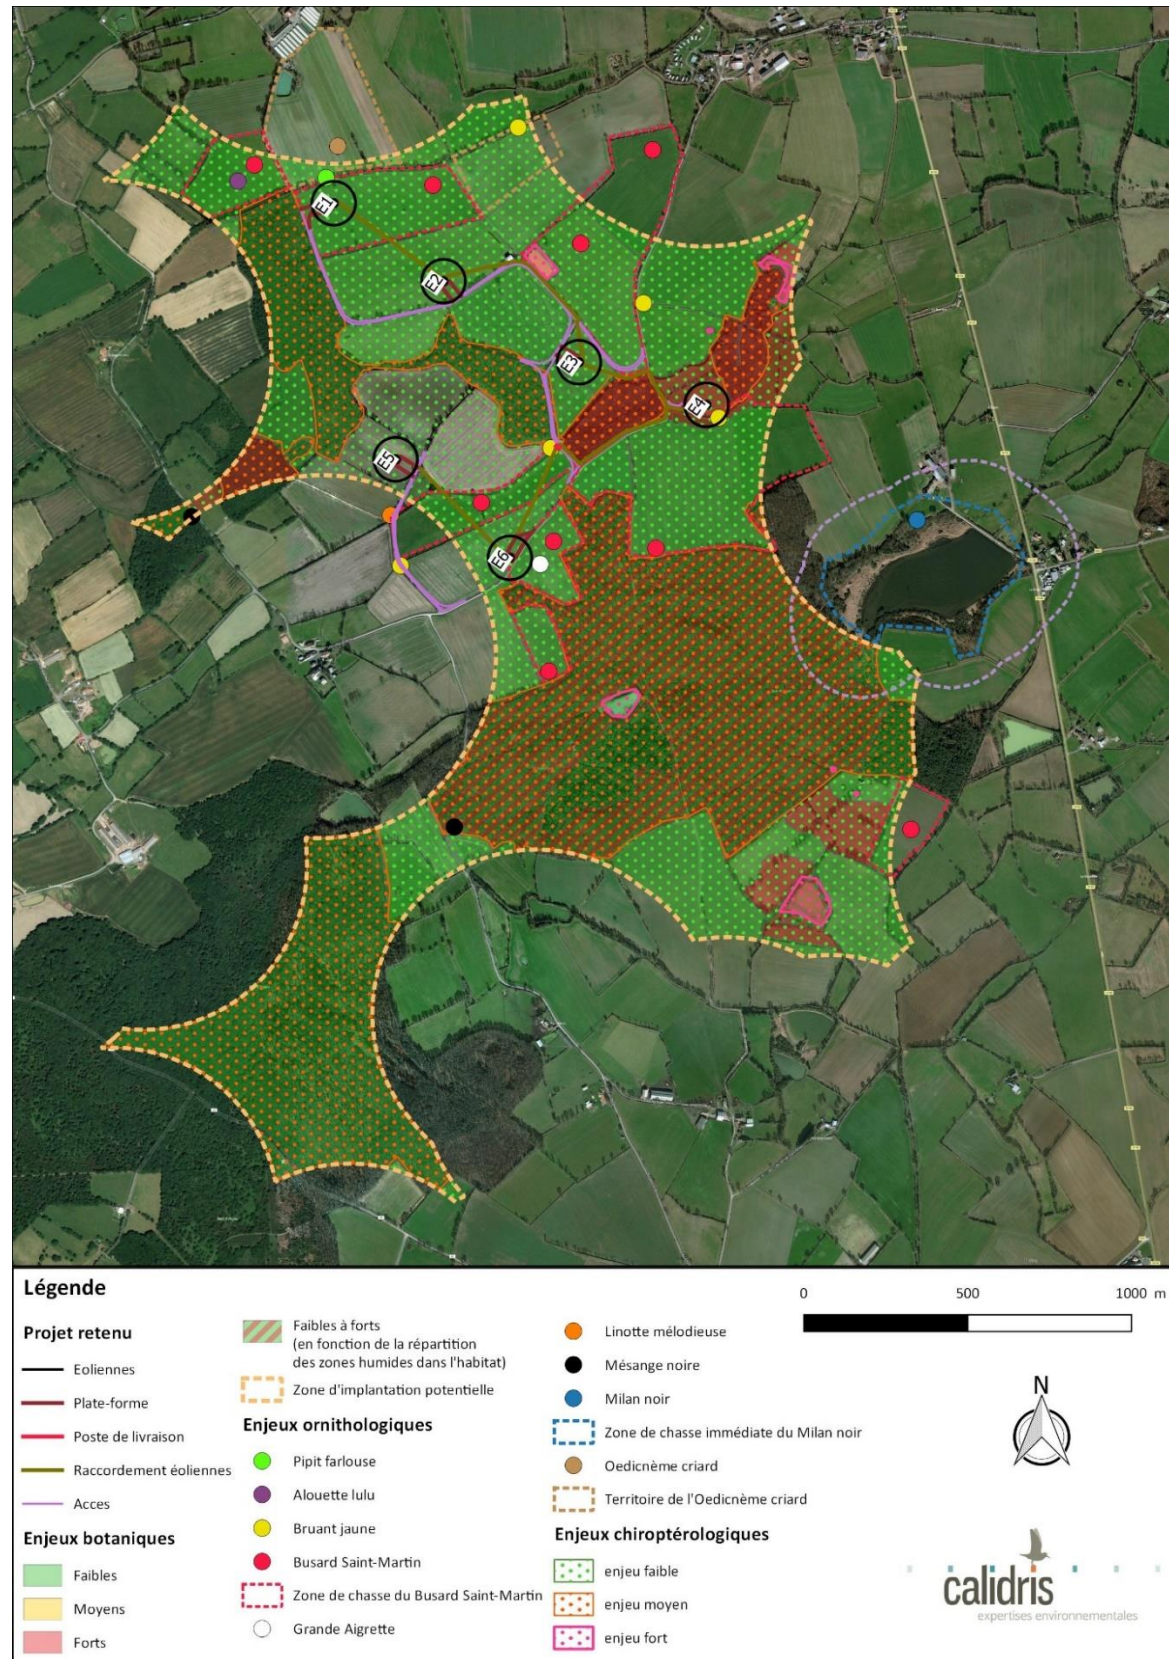 E1
E2
E3
E4
E5
E6
Légende
Projet retenu
Eoliennes
Plate-forme
Poste de livraison
Raccordement éoliennes
Acces
Enjeux botaniques
Faibles
Moyens
Forts
Faibles à forts
(en fonction de la répartition
des zones humides dans l'habitat)
Zone d'implantation potentielle
Enjeux ornithologiques
Pipit farlouse
Alouette lulu
Bruant jaune
Busard Saint-Martin
Zone de chasse du Busard Saint-Martin
Grande Aigrette
Linotte mélodieuse
Mésange noire
Milan noir
Zone de chasse immédiate du Milan noir
Oedicnème criard
Territoire de l'Oedicnème criard
Enjeux chiroptérologiques
enjeu faible
enjeu moyen
enjeu fort
0 500 1000 m
N
calidris
expertises environnementales